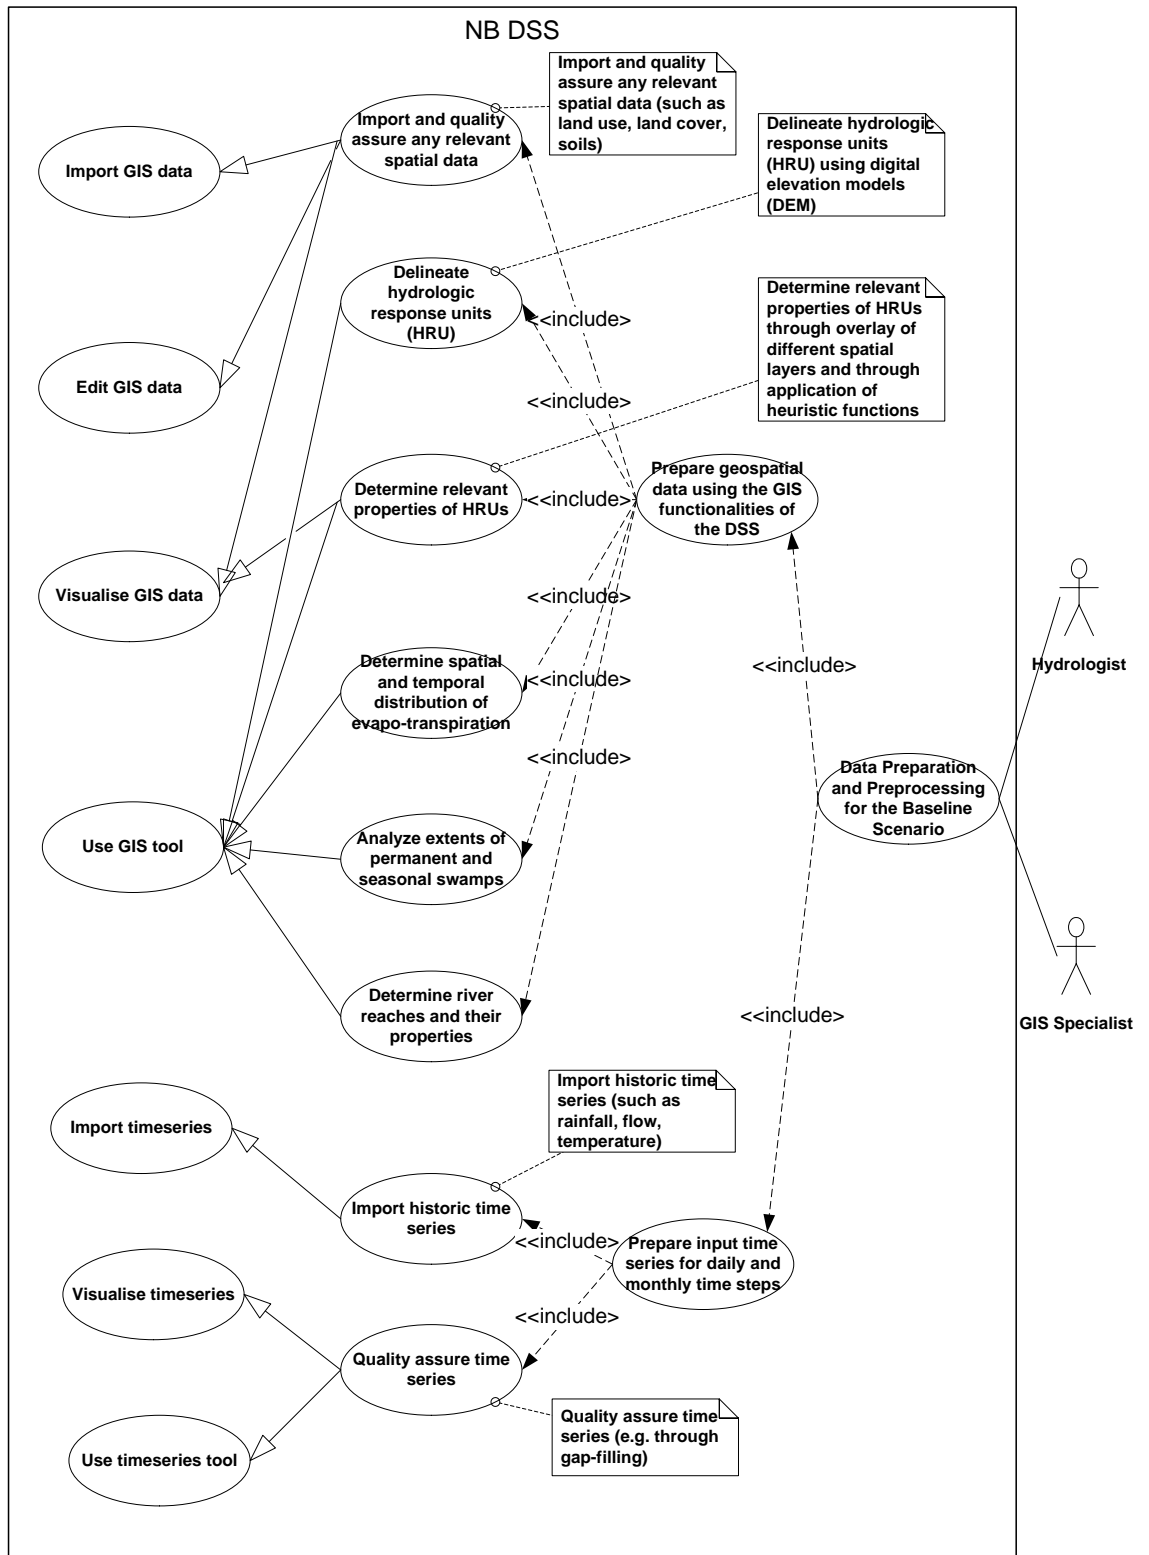 NB DSS
Import and quality
assure any relevant
spatial data (such as
land use, land cover,
soils)
Import and quality
assure any relevant
spatial data
Delineate hydrologic
response units
(HRU) using digital
elevation models
(DEM)
Import GIS data
Delineate
hydrologic
response units
(HRU)
Determine relevant
properties of HRUs
through overlay of
different spatial
layers and through
application of
heuristic functions
<<include>
Edit GIS data
<<include>
Determine relevant
properties of HRUs
<<include>
Prepare geospatial
data using the GIS
functionalities of
the DSS
Visualise GIS data
<<include>
Hydrologist
Determine spatial
and temporal
distribution of
evapo-transpiration
<<include>
<<include>
<<include>
Data Preparation
and Preprocessing
for the Baseline
Scenario
Use GIS tool
Analyze extents of
permanent and
seasonal swamps
Determine river
reaches and their
properties
<<include>
GIS Specialist
Import historic time
series (such as
rainfall, flow,
temperature)
Import timeseries
Import historic time
series
<<include>
Prepare input time
series for daily and
monthly time steps
Visualise timeseries
<<include>
Quality assure time
series
Quality assure time
series (e.g. through
gap-filling)
Use timeseries tool